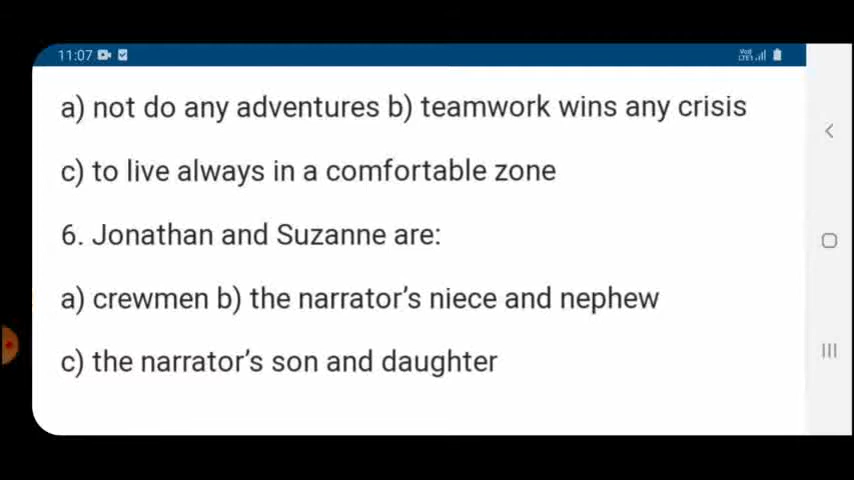 11:07
a) not do any adventures b) teamwork wins any crisis
c) to live always in a comfortable zone
6. Jonathan and Suzanne are:
a) crewmen b) the narrator's niece and nephew
c) the narrator's son and daughter